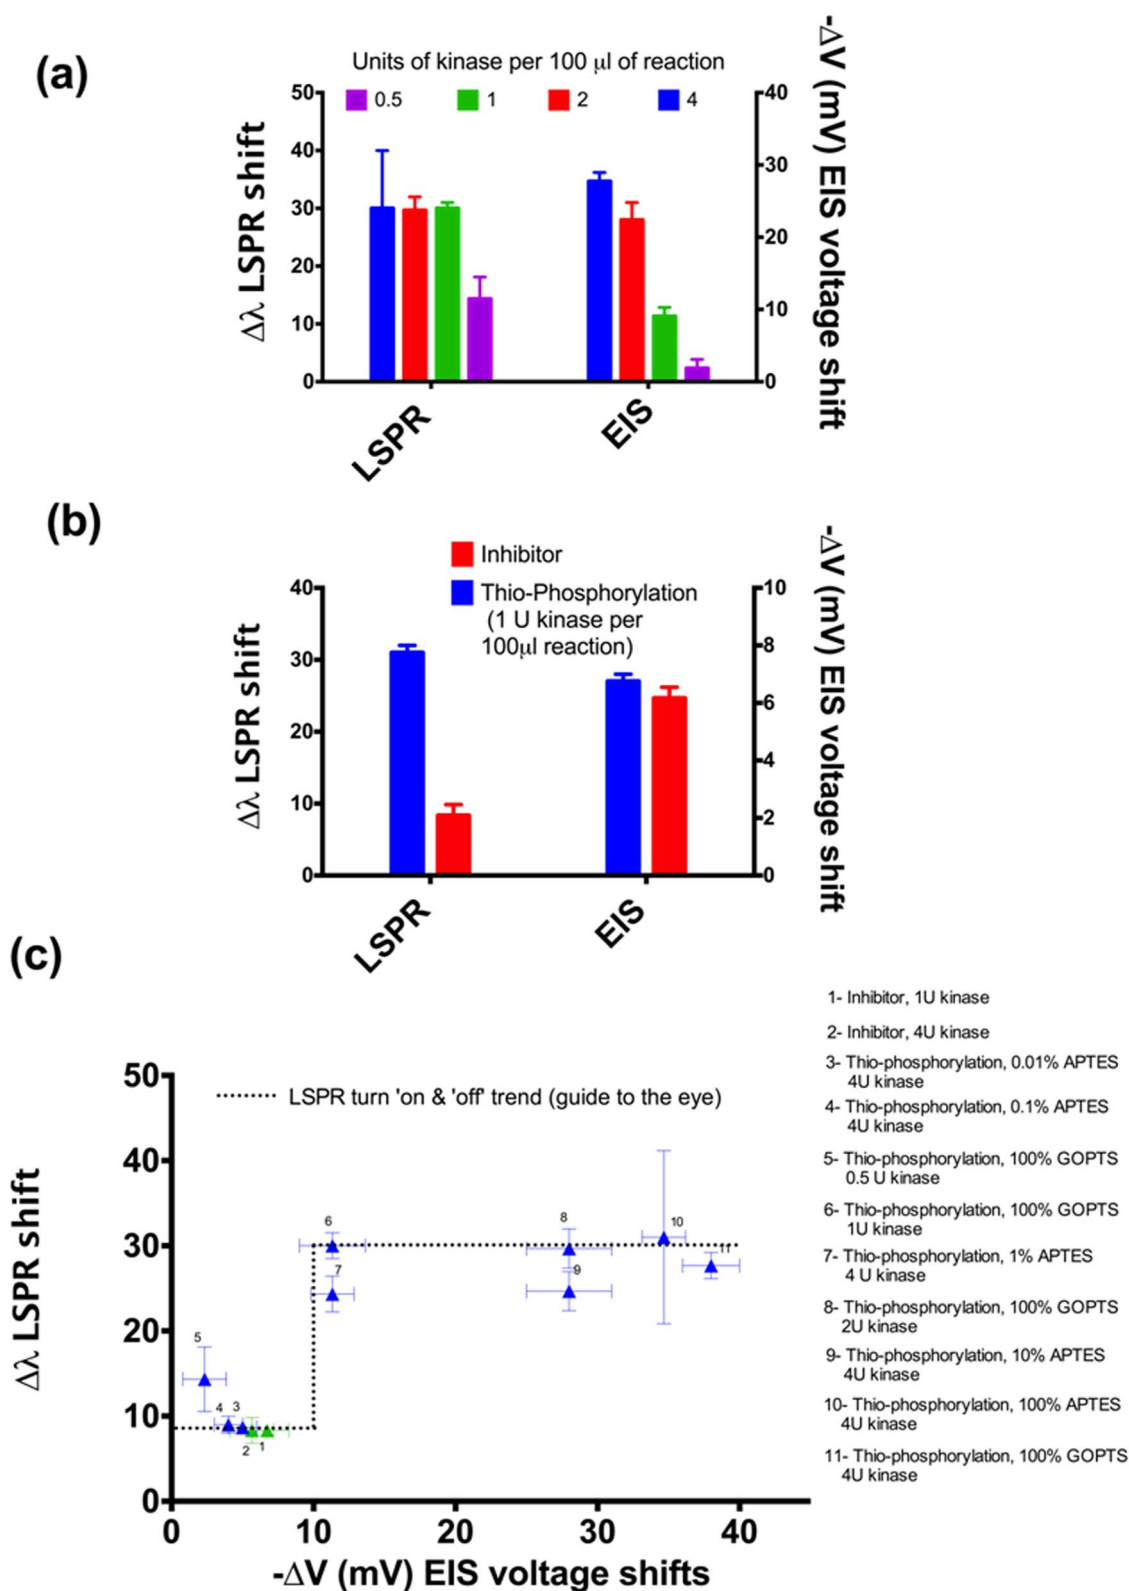 (a)
Units of kinase per 100 μl of reaction
0.5
1
2
4
Δλ LSPR shift
50
40
30
20
10
0
40
30
20
10
0
-ΔV (mV) EIS voltage shift
LSPR
EIS
(b)
Inhibitor
Thio-Phosphorylation
(1 U kinase per
100μl reaction)
Δλ LSPR shift
40
30
20
10
0
10
8
6
4
2
0
-ΔV (mV) EIS voltage shift
LSPR
EIS
(c)
LSPR turn 'on & 'off' trend (guide to the eye)
Δλ LSPR shift
50
40
30
20
10
0
5
4
3
2
1
6
7
8
9
10
11
0
10
20
30
40
-ΔV (mV) EIS voltage shifts
1- Inhibitor, 1U kinase
2- Inhibitor, 4U kinase
3- Thio-phosphorylation, 0.01% APTES
4U kinase
4- Thio-phosphorylation, 0.1% APTES
4U kinase
5- Thio-phosphorylation, 100% GOPTS
0.5 U kinase
6- Thio-phosphorylation, 100% GOPTS
1U kinase
7- Thio-phosphorylation, 1% APTES
4 U kinase
8- Thio-phosphorylation, 100% GOPTS
2U kinase
9- Thio-phosphorylation, 10% APTES
4U kinase
10- Thio-phosphorylation, 100% APTES
4U kinase
11- Thio-phosphorylation, 100% GOPTS
4U kinase